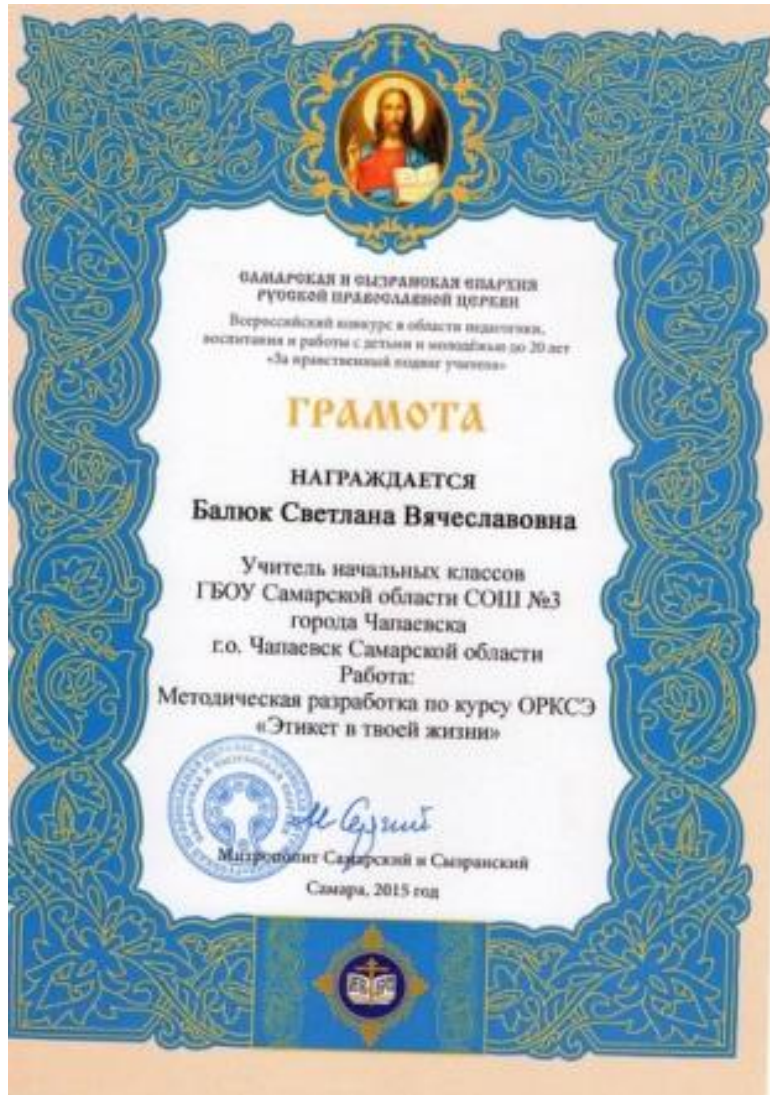 САМАРСКАЯ И СЫЗРАНСКАЯ ЕПАРХИЯ
РУССКОЙ ПРАВОСЛАВНОЙ ЦЕРКВИ
Всероссийский конкурс в области педагогики,
воспитания и работы с детьми и молодёжью до 20 лет
«За нравственный подвиг учителя»
ГРАМОТА
НАГРАЖДАЕТСЯ
Балюк Светлана Вячеславовна
Учитель начальных классов
ГБОУ Самарской области СОШ №3
города Чапаевска
г.о. Чапаевск Самарской области
Работа:
Методическая разработка по курсу ОРКСЭ
«Этикет в твоей жизни»
м Сергий
Митрополит Самарский и Сызранский
Самара, 2015 год